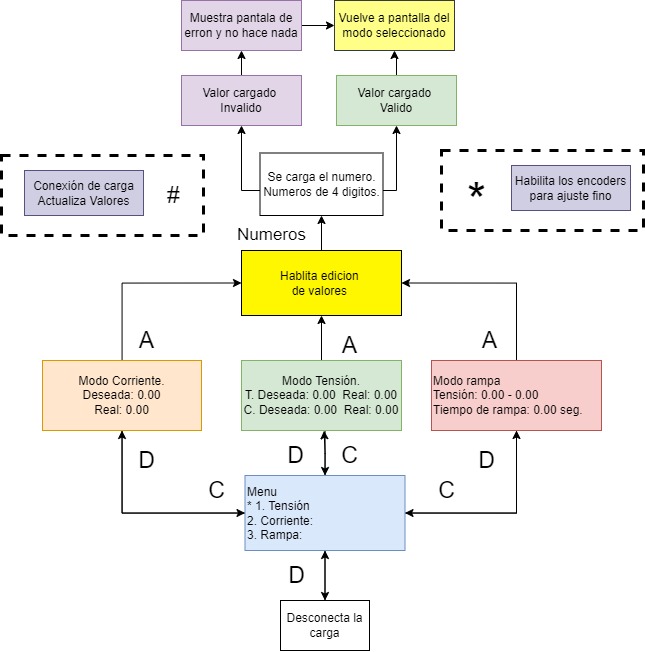 Muestra pantala de
erron y no hace nada
Vuelve a pantalla del
modo seleccionado
Valor cargado
Invalido
Valor cargado
Valido
Conexión de carga
Actualiza Valores
#
Se carga el numero.
Numeros de 4 digitos.
*
Habilita los encoders
para ajuste fino
Numeros
Hablita edicion
de valores
A
A
A
Modo Corriente.
Deseada: 0.00
Real: 0.00
Modo Tensión.
T. Deseada: 0.00 Real: 0.00
C. Deseada: 0.00 Real: 0.00
Modo rampa
Tensión: 0.00 - 0.00
Tiempo de rampa: 0.00 seg.
D
D
C
D
C
C
Menu
* 1. Tensión
2. Corriente:
3. Rampa:
D
Desconecta la
carga